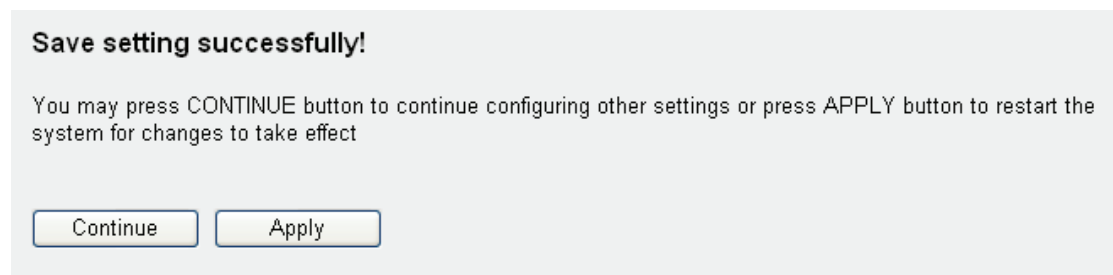 Save setting successfully!
You may press CONTINUE button to continue configuring other settings or press APPLY button to restart the
system for changes to take effect
Continue
Apply